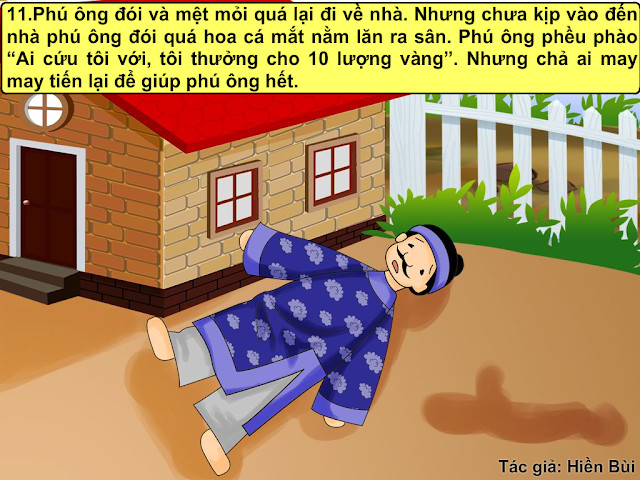 11.Phú ông đói và mệt mỏi quá lại đi về nhà. Nhưng chưa kịp vào đến
nhà phú ông đói quá hoa cá mắt nằm lăn ra sân. Phú ông phều phào
“Ai cứu tôi với, tôi thưởng cho 10 lượng vàng”. Nhưng chả ai may
may tiến lại để giúp phú ông hết.
Tác giả: Hiền Bùi